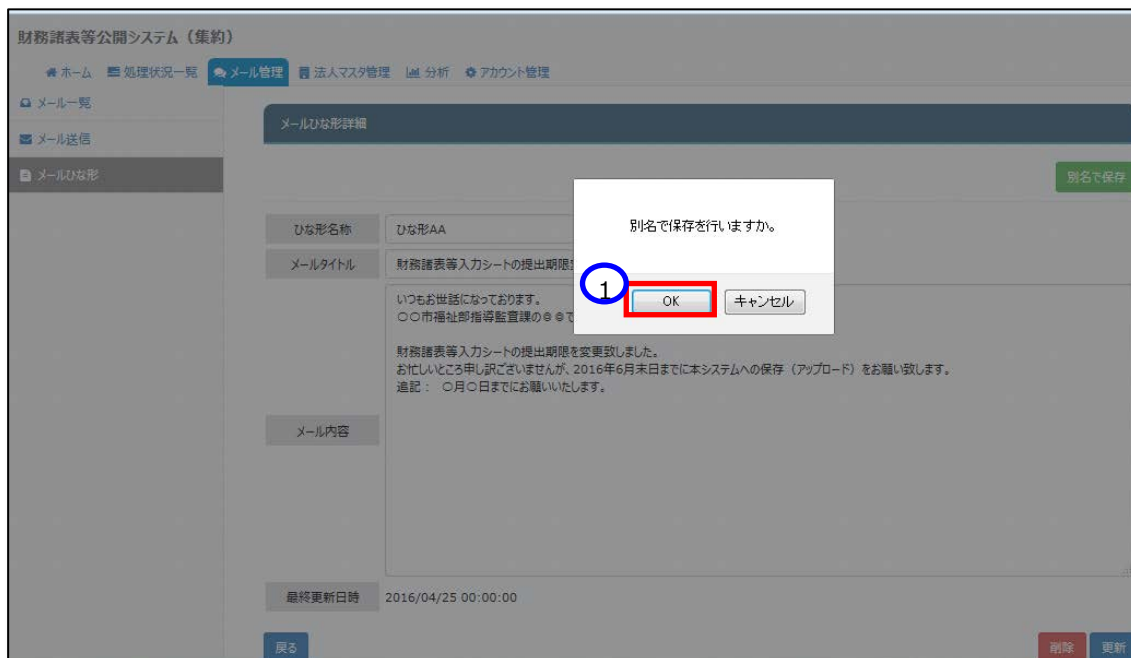 財務諸表等公開システム（集約）
ホーム 処理状況一覧 メール管理 法人マスタ管理 分析 アカウント管理
メール一覧
メール送信
メールひな形
メールひな形詳細
別名で保存
別名で保存を行いますか。
1 OK キャンセル
ひな形名称 ひな形AA
メールタイトル 財務諸表等入力シートの提出期限
いつもお世話になっております。
〇〇市福祉部指導監査課の
財務諸表等入力シートの提出期限を変更致しました。
お忙しいところ申し訳ございませんが、2016年6月末日までに本システムへの保存（アップロード）をお願い致します。
追記： 〇月〇日までにお願いいたします。
メール内容
最終更新日時 2016/04/25 00:00:00
戻る 削除 更新